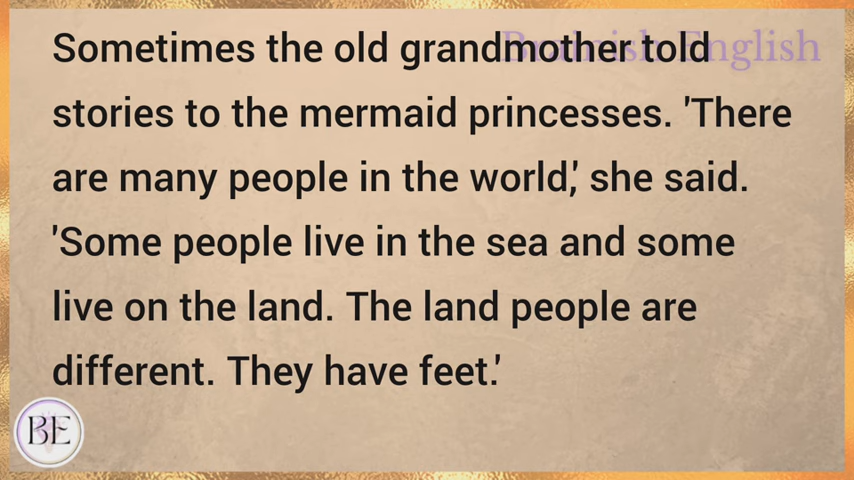 Brainish English
Sometimes the old grandmother told
stories to the mermaid princesses. 'There
are many people in the world,' she said.
'Some people live in the sea and some
live on the land. The land people are
different. They have feet.'
BE